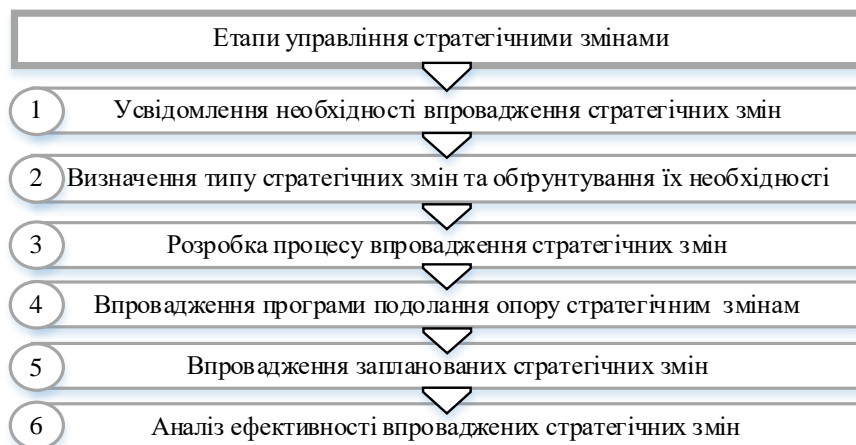 Етапи управління стратегічними змінами
1 Усвідомлення необхідності впровадження стратегічних змін
2 Визначення типу стратегічних змін та обґрунтування їх необхідності
3 Розробка процесу впровадження стратегічних змін
4 Впровадження програми подолання опору стратегічним змінам
5 Впровадження запланованих стратегічних змін
6 Аналіз ефективності впроваджених стратегічних змін